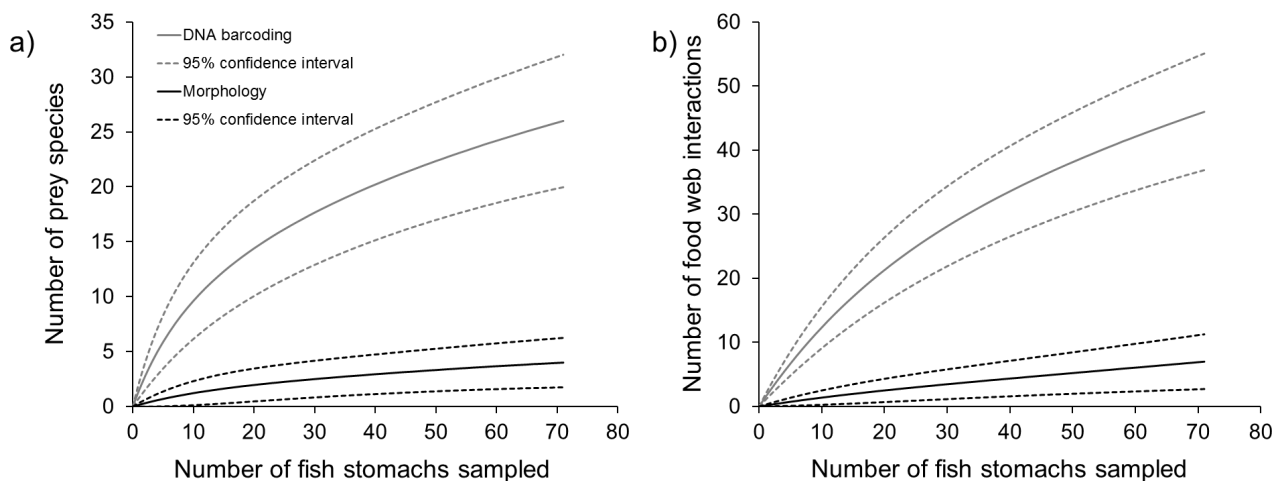 a)
35
30
25
20
15
10
5
0
Number of prey species
DNA barcoding
95% confidence interval
Morphology
95% confidence interval
0 10 20 30 40 50 60 70 80
Number of fish stomachs sampled
b)
60
50
40
30
20
10
0
Number of food web interactions
0 10 20 30 40 50 60 70 80
Number of fish stomachs sampled